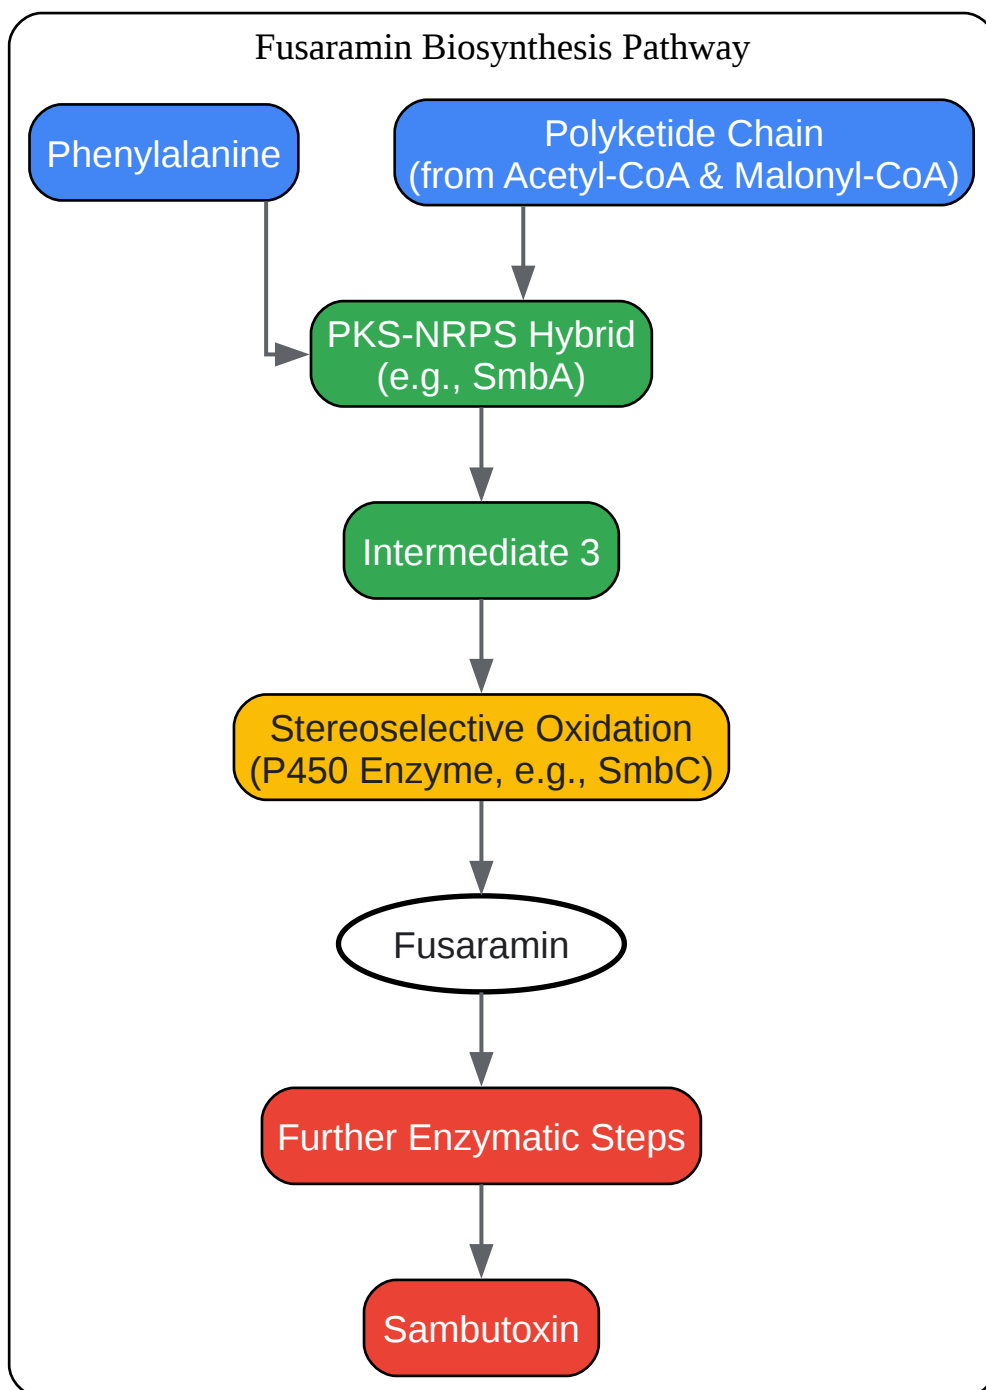 Fusaramin Biosynthesis Pathway
Phenylalanine
Polyketide Chain
(from Acetyl-CoA & Malonyl-CoA)
PKS-NRPS Hybrid
(e.g., SmbA)
Intermediate 3
Stereoselective Oxidation
(P450 Enzyme, e.g., SmbC)
Fusaramin
Further Enzymatic Steps
Sambutoxin